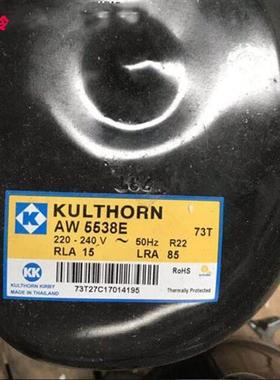 KULTHORN
AW 5538E 73T
220 - 240 V ~ 50Hz R22
RLA 15 LRA 85
KK
RoHS
KULTHORN KIRBY
MADE IN THAILAND
73T27C17014195
Thermally Protected